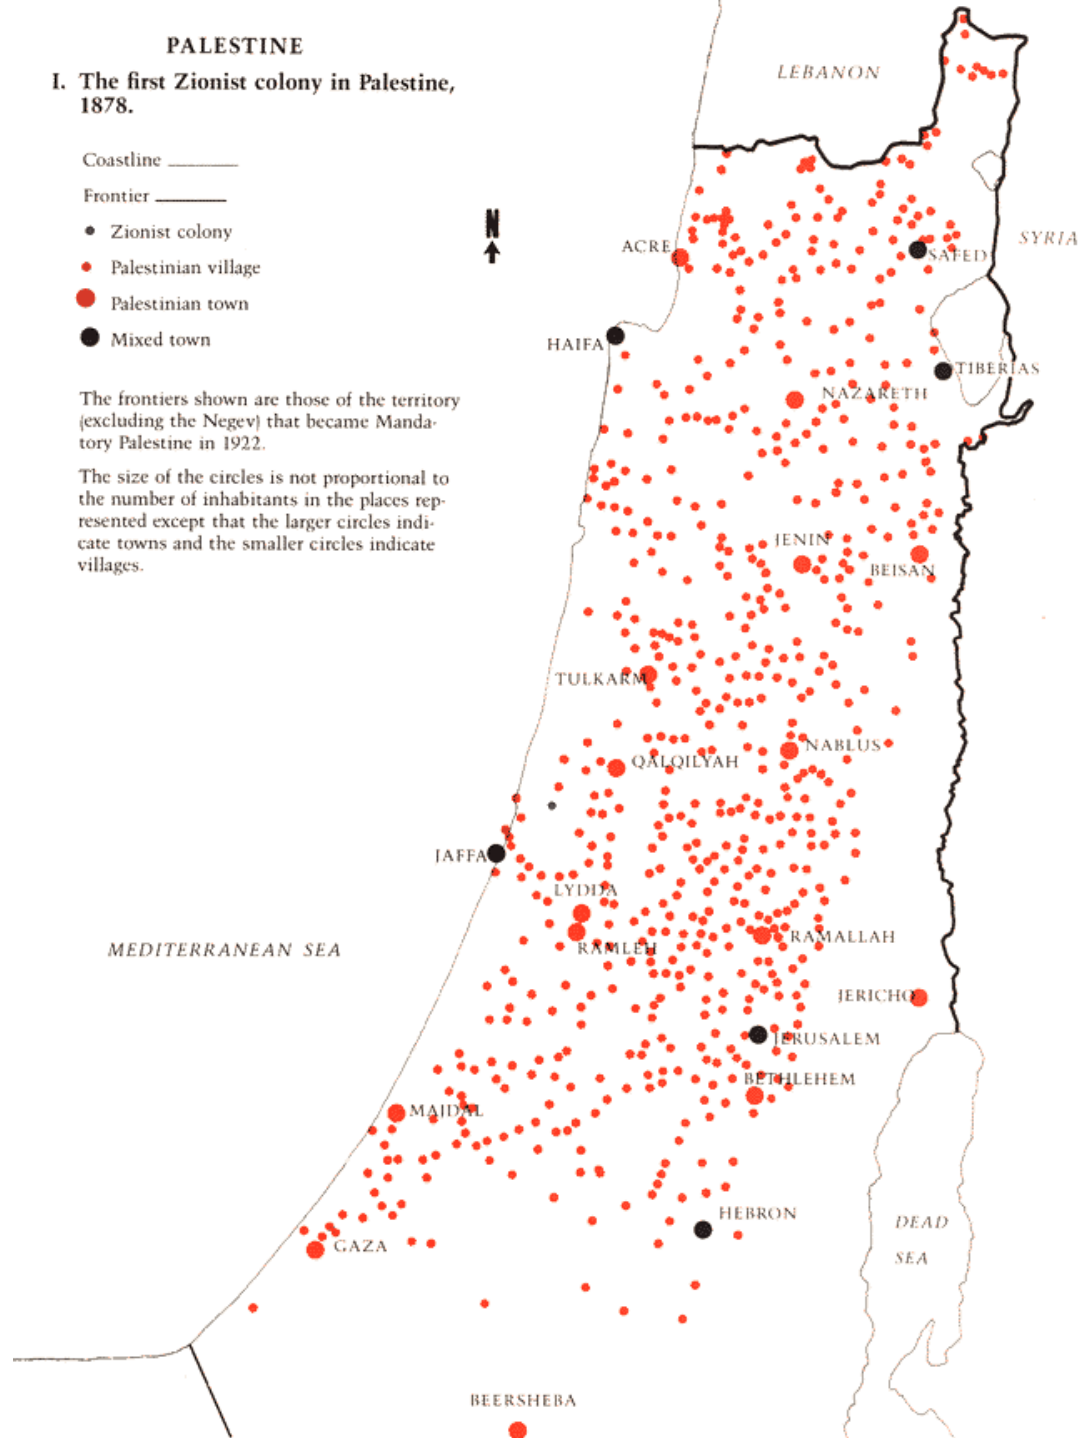 PALESTINE
I. The first Zionist colony in Palestine,
1878.
Coastline
Frontier
Zionist colony
Palestinian village
Palestinian town
Mixed town
The frontiers shown are those of the territory
(excluding the Negev) that became Manda-
tory Palestine in 1922.
The size of the circles is not proportional to
the number of inhabitants in the places rep-
resented except that the larger circles indi-
cate towns and the smaller circles indicate
villages.
N
LEBANON
SYRIA
ACRE
SAFED
HAIFA
TIBERIAS
NAZARETH
JENIN
BEISAN
TULKARM
NABLUS
QALQILYAH
JAFFA
LYDDA
RAMLEH
RAMALLAH
MEDITERRANEAN SEA
JERICHO
JERUSALEM
BETHLEHEM
MAJDAL
HEBRON
DEAD
SEA
GAZA
BEERSHEBA